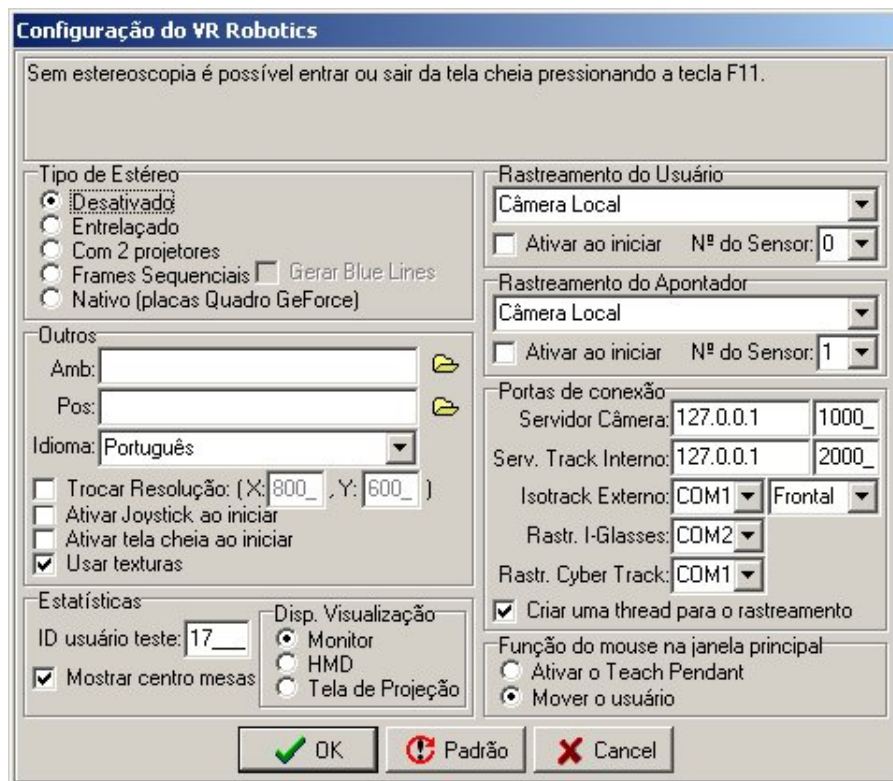 Configuração do VR Robotics
Sem estereoscopia é possível entrar ou sair da tela cheia pressionando a tecla F11.
Tipo de Estéreo
Desativado
Entrelaçado
Com 2 projetores
Frames Sequenciais Gerar Blue Lines
Nativo (placas Quadro GeForce)
Outros
Amb:
Pos:
Idioma: Português
Trocar Resolução: ( X: 800_ , Y: 600_ )
Ativar Joystick ao iniciar
Ativar tela cheia ao iniciar
Usar texturas
Estatísticas
ID usuário teste: 17___
Mostrar centro mesas
Disp. Visualização
Monitor
HMD
Tela de Projeção
Rastreamento do Usuário
Câmera Local
Ativar ao iniciar Nº do Sensor: 0
Rastreamento do Apontador
Câmera Local
Ativar ao iniciar Nº do Sensor: 1
Portas de conexão
Servidor Câmera: 127.0.0.1 1000_
Serv. Track Interno: 127.0.0.1 2000_
Isotrack Externo: COM1 Frontal
Rastr. I-Glasses: COM2
Rastr. Cyber Track: COM1
Criar uma thread para o rastreamento
Função do mouse na janela principal
Ativar o Teach Pendant
Mover o usuário
OK Padrão Cancel